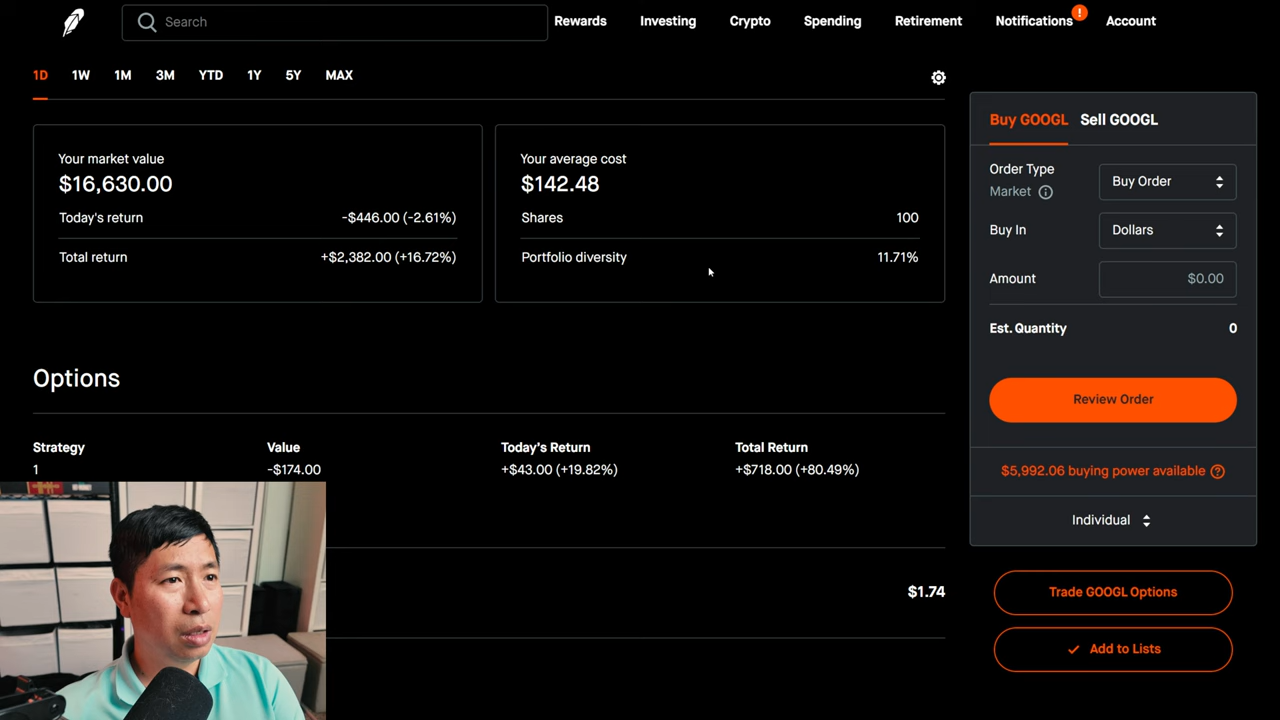 Search
Rewards Investing Crypto Spending Retirement Notifications ! Account
1D 1W 1M 3M YTD 1Y 5Y MAX
Your market value
$16,630.00
Today's return -$446.00 (-2.61%)
Total return +$2,382.00 (+16.72%)
Your average cost
$142.48
Shares 100
Portfolio diversity 11.71%
Options
Strategy Value Today's Return Total Return
1 -$174.00 +$43.00 (+19.82%) +$718.00 (+80.49%)
$1.74
Buy GOOGL Sell GOOGL
Order Type
Market Buy Order
Buy In Dollars
Amount $0.00
Est. Quantity 0
Review Order
$5,992.06 buying power available
Individual
Trade GOOGL Options
Add to Lists